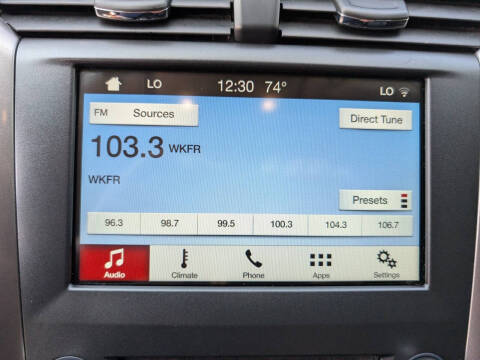 LO 12:30 74° LO
FM Sources
Direct Tune
103.3 WKFR
WKFR
Presets
96.3 98.7 99.5 100.3 104.3 106.7
Audio Climate Phone Apps Settings